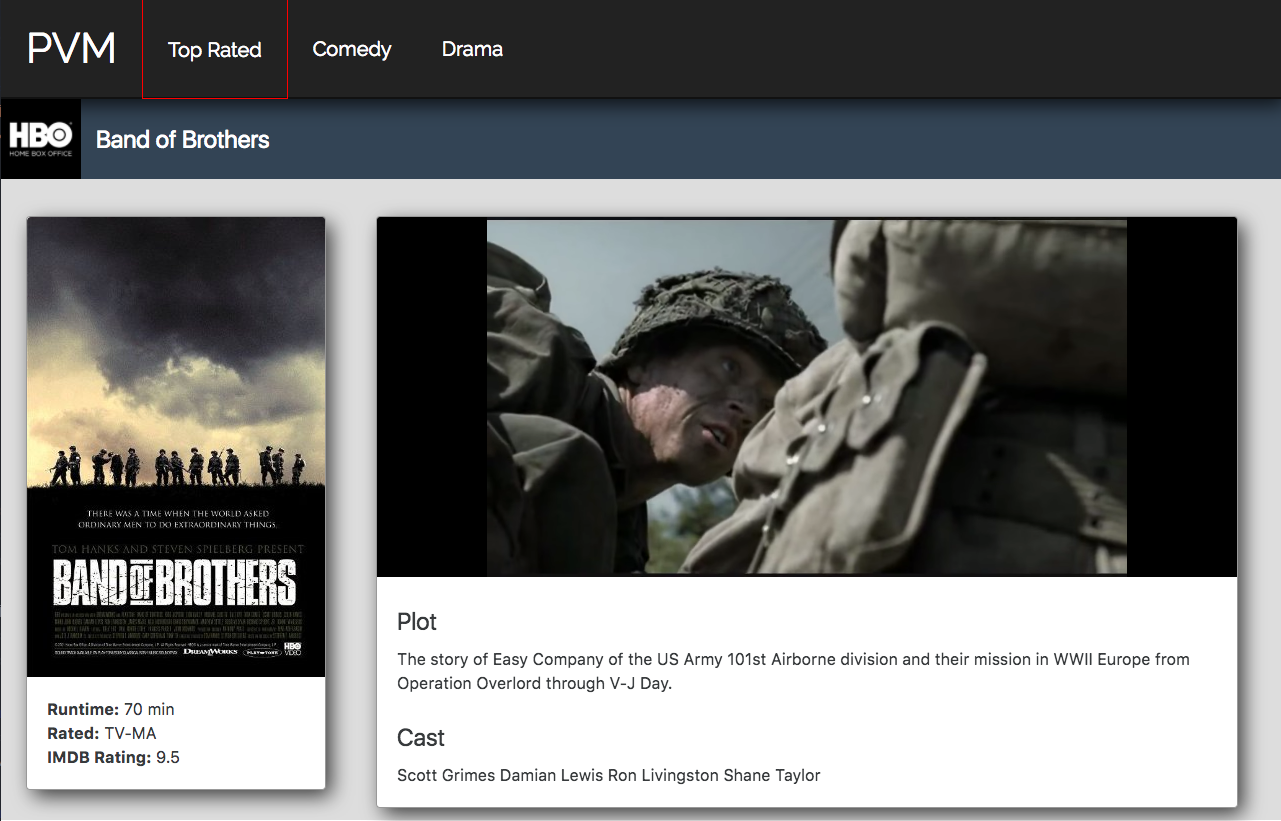 PVM
Top Rated
Comedy
Drama
HBO
HOME BOX OFFICE
Band of Brothers
THERE WAS A TIME WHEN THE WORLD ASKED
ORDINARY MEN TO DO EXTRAORDINARY THINGS.
TOM HANKS AND STEVEN SPIELBERG PRESENT
BAND OF BROTHERS
DREAMWORKS
PLAYTONE
HBO
VIDEO
Runtime: 70 min
Rated: TV-MA
IMDB Rating: 9.5
Plot
The story of Easy Company of the US Army 101st Airborne division and their mission in WWII Europe from
Operation Overlord through V-J Day.
Cast
Scott Grimes Damian Lewis Ron Livingston Shane Taylor